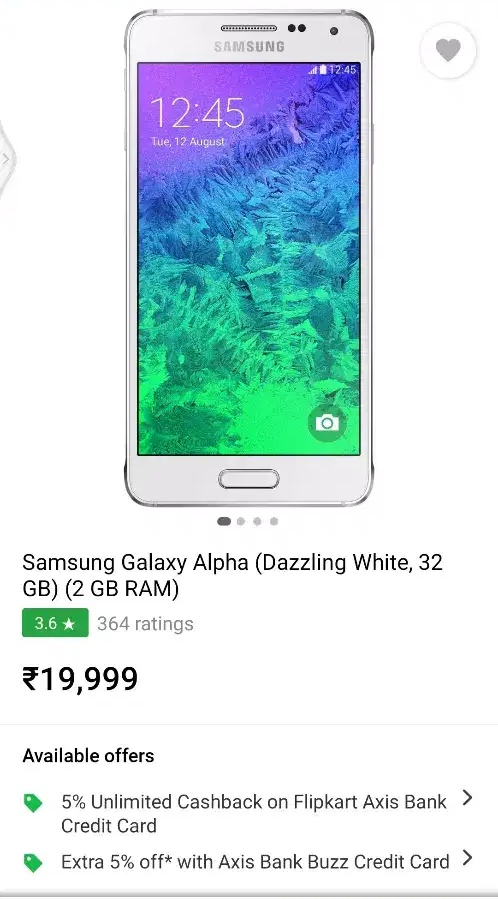 SAMSUNG
12:45
12:45
Tue, 12 August
Samsung Galaxy Alpha (Dazzling White, 32
GB) (2 GB RAM)
3.6 ★ 364 ratings
₹19,999
Available offers
5% Unlimited Cashback on Flipkart Axis Bank
Credit Card
Extra 5% off* with Axis Bank Buzz Credit Card